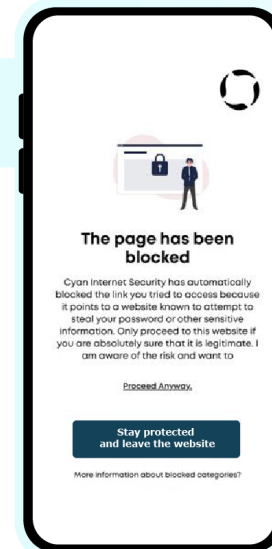 The page has been
blocked
Cyan Internet Security has automatically
blocked the link you tried to access because
it points to a website known to attempt to
steal your password or other sensitive
information. Only proceed to this website if
you are absolutely sure that it is legitimate. I
am aware of the risk and want to
Proceed Anyway.
Stay protected
and leave the website
More information about blocked categories?